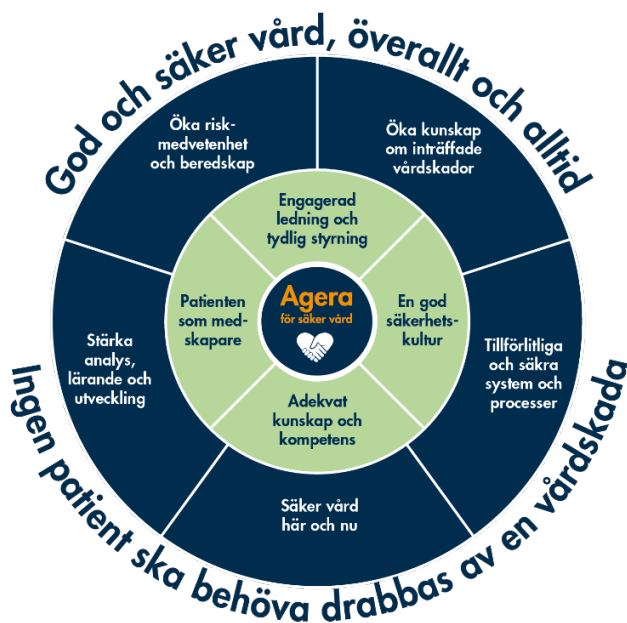 God och säker vård, överallt och alltid
Öka risk-
medvetenhet
och beredskap
Öka kunskap
om inträffade
vårdskador
Engagerad
ledning och
tydlig styrning
Patienten
som med-
skapare
Agera
för säker vård
En god
säkerhets-
kultur
Stärka
analys,
lärande och
utveckling
Tillförlitliga
och säkra
system och
processer
Adekvat
kunskap och
kompetens
Säker vård
här och nu
Ingen patient ska behöva drabbas av en vårdskada